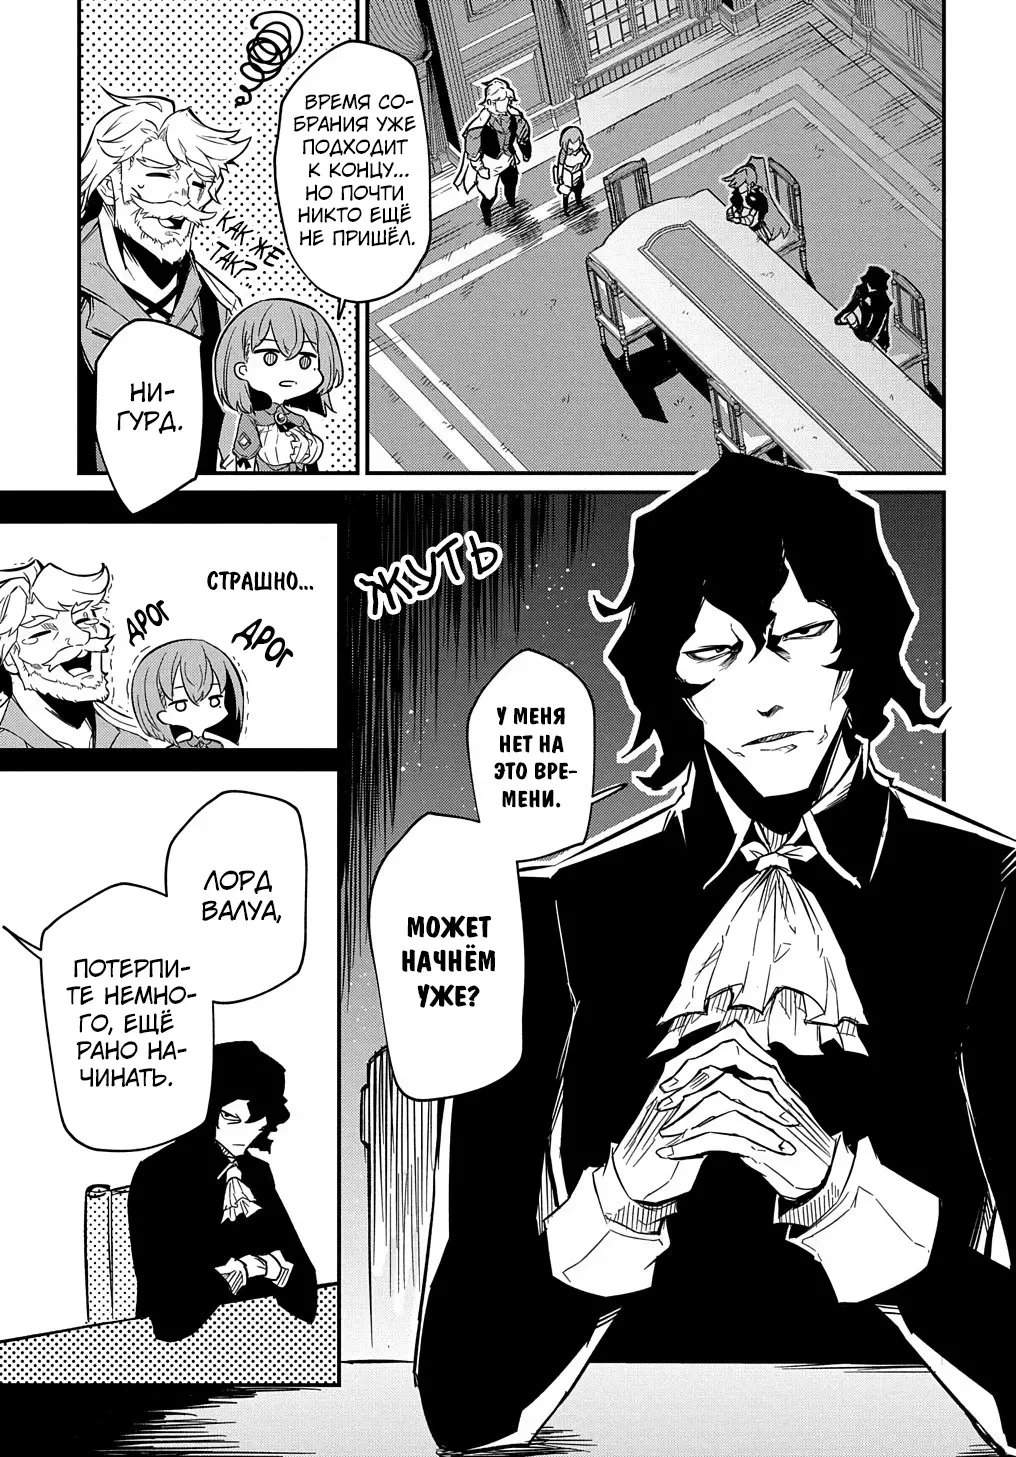 ВРЕМЯ СО-
БРАНИЯ УЖЕ
ПОДХОДИТ
К КОНЦУ...
НО ПОЧТИ
НИКТО ЕЩЁ
НЕ ПРИШЁЛ.
КАК ЖЕ
ТАК?
НИ-
ГУРД.
ЖУТЬ
У МЕНЯ
НЕТ НА
ЭТО ВРЕ-
МЕНИ.
МОЖЕТ
НАЧНЁМ
УЖЕ?
СТРАШНО...
ДРОГ
ДРОГ
ЛОРД
ВАЛУА,
ПОТЕРПИ-
ТЕ НЕМНО-
ГО, ЕЩЁ
РАНО НА-
ЧИНАТЬ.